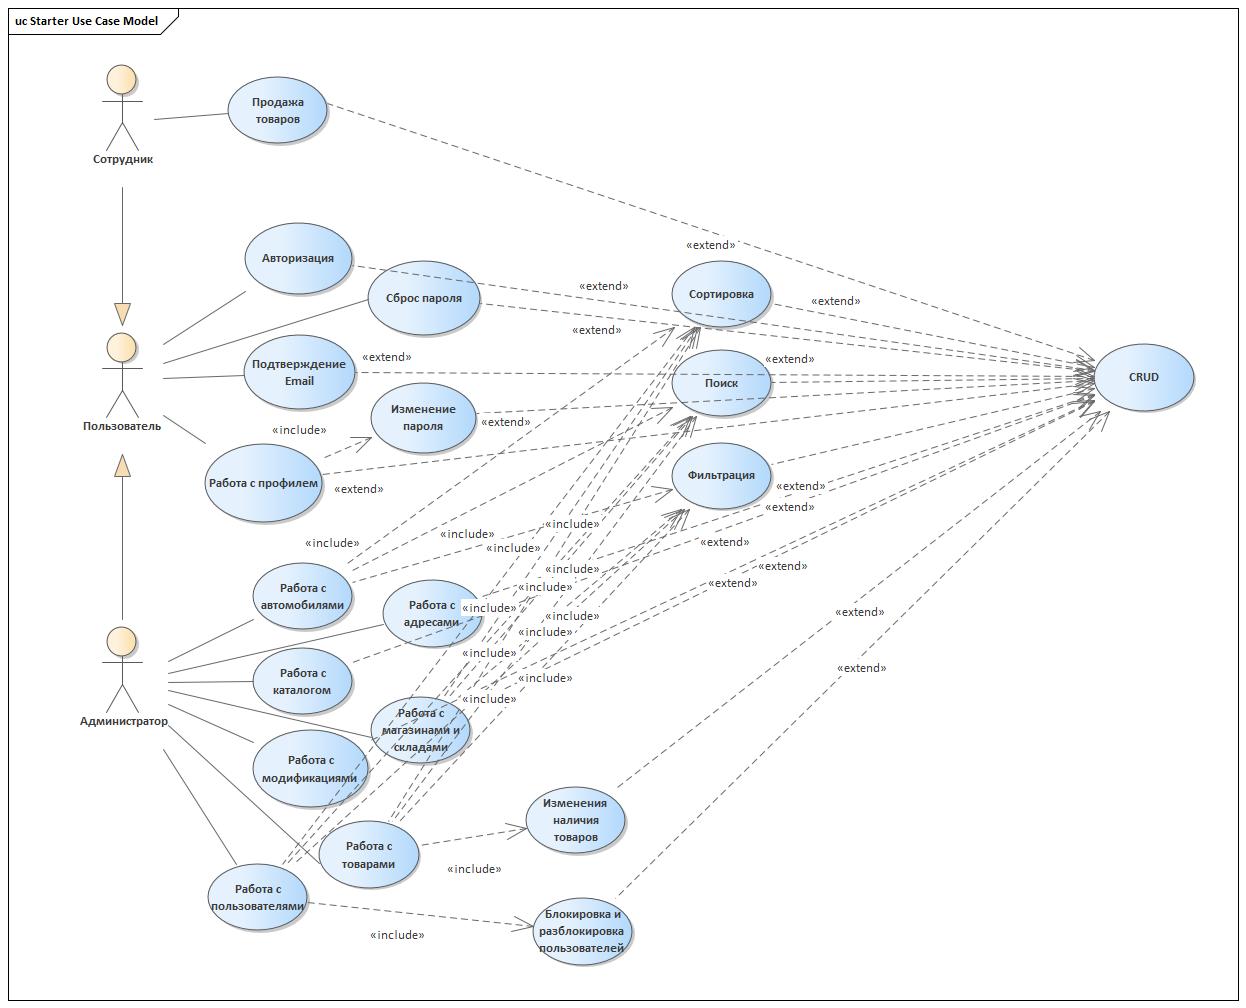 uc Starter Use Case Model
Продажа
товаров
Сотрудник
«extend»
Авторизация
«extend»
Сортировка
Сброс пароля
«extend»
«extend»
Подтверждение
Email
«extend»
«extend»
Поиск
CRUD
Пользователь
Изменение
пароля
«extend»
«include»
Работа с профилем
«extend»
Фильтрация
«extend»
«extend»
«include»
«include»
«include»
«include»
«extend»
«include»
«extend»
«include»
«extend»
Работа с
автомобилями
Работа с
адресами
«include»
«include»
«extend»
«include»
«include»
«extend»
Работа с
каталогом
«include»
«include»
Администратор
Работа с
магазинами и
складами
Работа с
модификациями
Изменения
наличия
товаров
Работа с
товарами
«include»
Работа с
пользователями
«include»
Блокировка и
разблокировка
пользователей